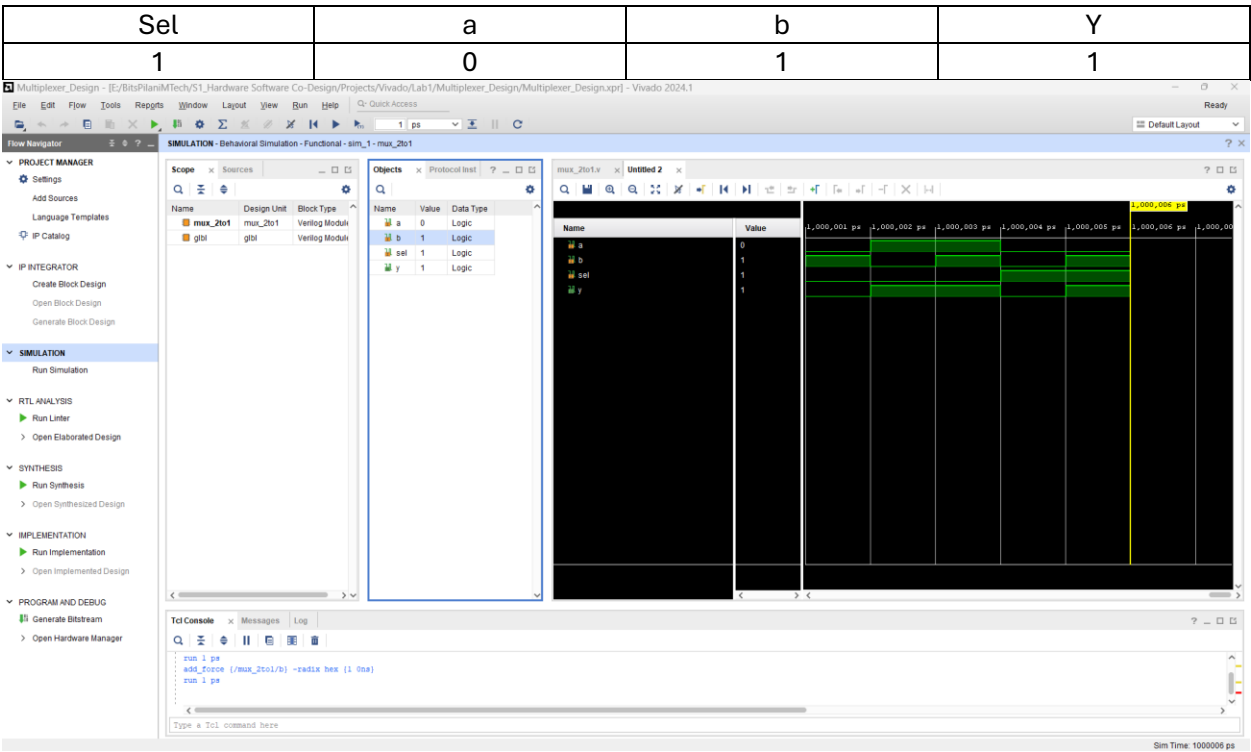 Sel a b Y
1 0 1 1
Multiplexer_Design - [E:/BitsPilaniMTech/S1_Hardware Software Co-Design/Projects/Vivado/Lab1/Multiplexer_Design/Multiplexer_Design.xpr] - Vivado 2024.1
File Edit Flow Tools Reports Window Layout View Run Help Q- Quick Access Ready
1 ps Default Layout
Flow Navigator SIMULATION - Behavioral Simulation - Functional - sim_1 - mux_2to1
PROJECT MANAGER
Settings
Add Sources
Language Templates
IP Catalog
IP INTEGRATOR
Create Block Design
Open Block Design
Generate Block Design
SIMULATION
Run Simulation
RTL ANALYSIS
Run Linter
Open Elaborated Design
SYNTHESIS
Run Synthesis
Open Synthesized Design
IMPLEMENTATION
Run Implementation
Open Implemented Design
PROGRAM AND DEBUG
Generate Bitstream
Open Hardware Manager
Scope Sources
Name Design Unit Block Type
mux_2to1 mux_2to1 Verilog Module
glbl glbl Verilog Module
Objects Protocol Inst
Name Value Data Type
a 0 Logic
b 1 Logic
sel 1 Logic
y 1 Logic
mux_2to1.v Untitled 2
1,000,006 ps
Name Value 1,000,001 ps 1,000,002 ps 1,000,003 ps 1,000,004 ps 1,000,005 ps 1,000,006 ps 1,000,00
a 0
b 1
sel 1
y 1
Tcl Console Messages Log
run 1 ps
add_force {/mux_2to1/b} -radix hex {1 0ns}
run 1 ps
Type a Tcl command here
Sim Time: 1000006 ps